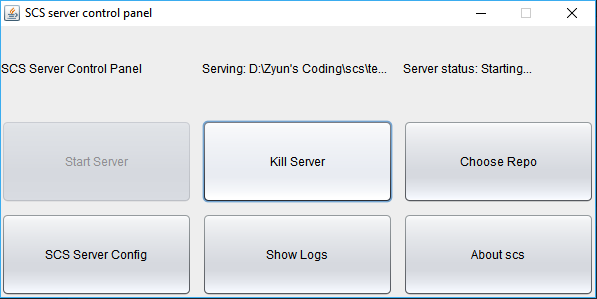 SCS server control panel
SCS Server Control Panel
Serving: D:\Zyun's Coding\scs\te...
Server status: Starting...
Start Server
Kill Server
Choose Repo
SCS Server Config
Show Logs
About scs